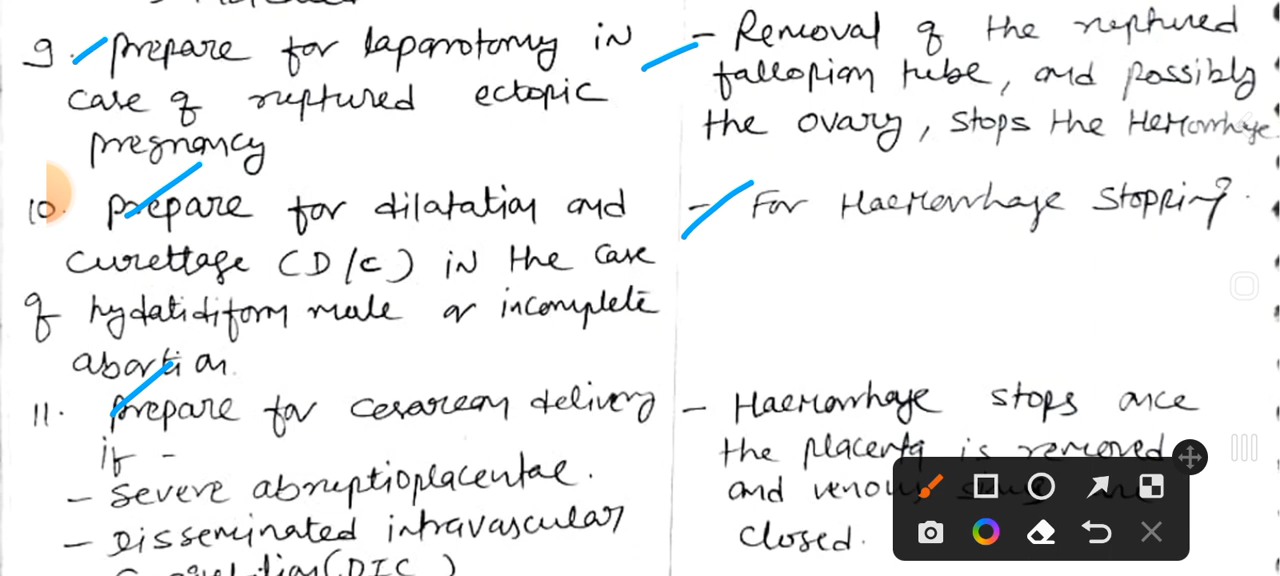 9. Prepare for laparotomy in
case of ruptured ectopic
pregnancy
- Removal of the ruptured
fallopian tube, and possibly
the ovary, stops the Hemorrhage
10. Prepare for dilatation and
curettage (D/C) in the case
of hydatidiform mole or incomplete
abortion.
- For Haemorrhage Stopping.
11. Prepare for cesarean delivery
if -
- severe abruptioplacentae.
- Disseminated intravascular
(DIC)
- Haemorrhage stops once
the placenta is removed
and venous
closed.